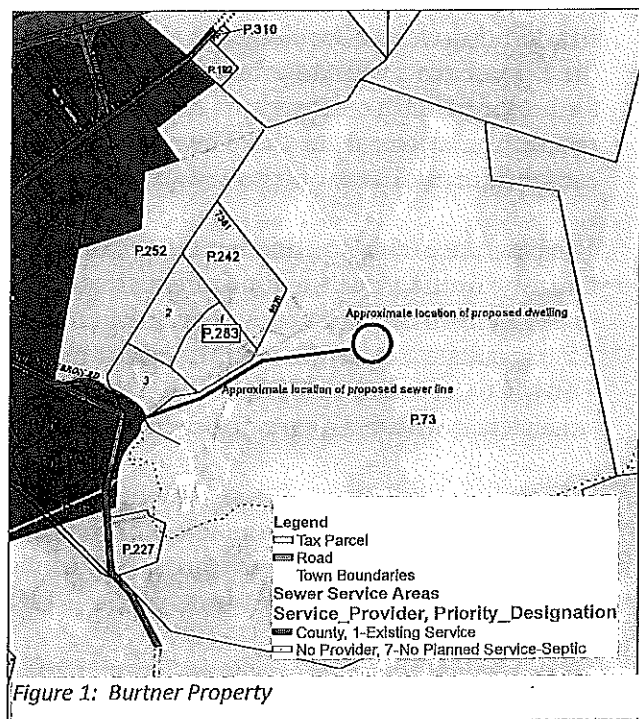 P.310
P.192
P.252
7341
P.242
2
1
P.283
Approximate location of proposed dwelling
3
Approximate location of proposed sewer line
P.73
P.227
Legend
Tax Parcel
Road
Town Boundaries
Sewer Service Areas
Service_Provider, Priority_Designation
County, 1-Existing Service
No Provider, 7-No Planned Service-Septic
Figure 1: Burtner Property